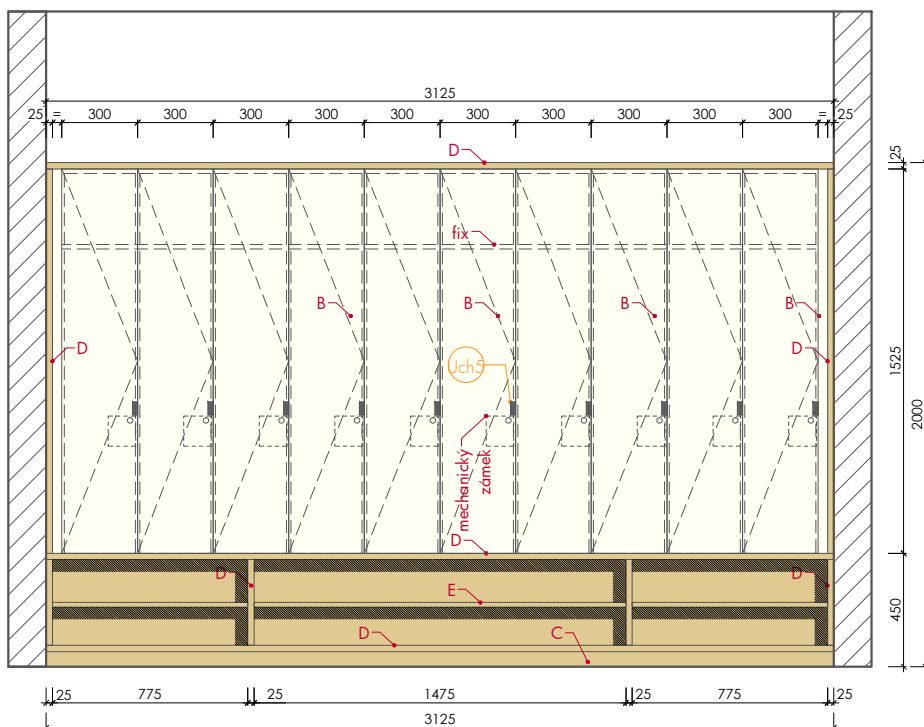 3125
25 = 300 300 300 300 300 300 300 300 300 300 = 25
D
25
fix
B B B B
D D
Uch5
1525
2000
mechanický
zámek
D
D D
E
450
D C
25 775 25 1475 25 775 25
3125